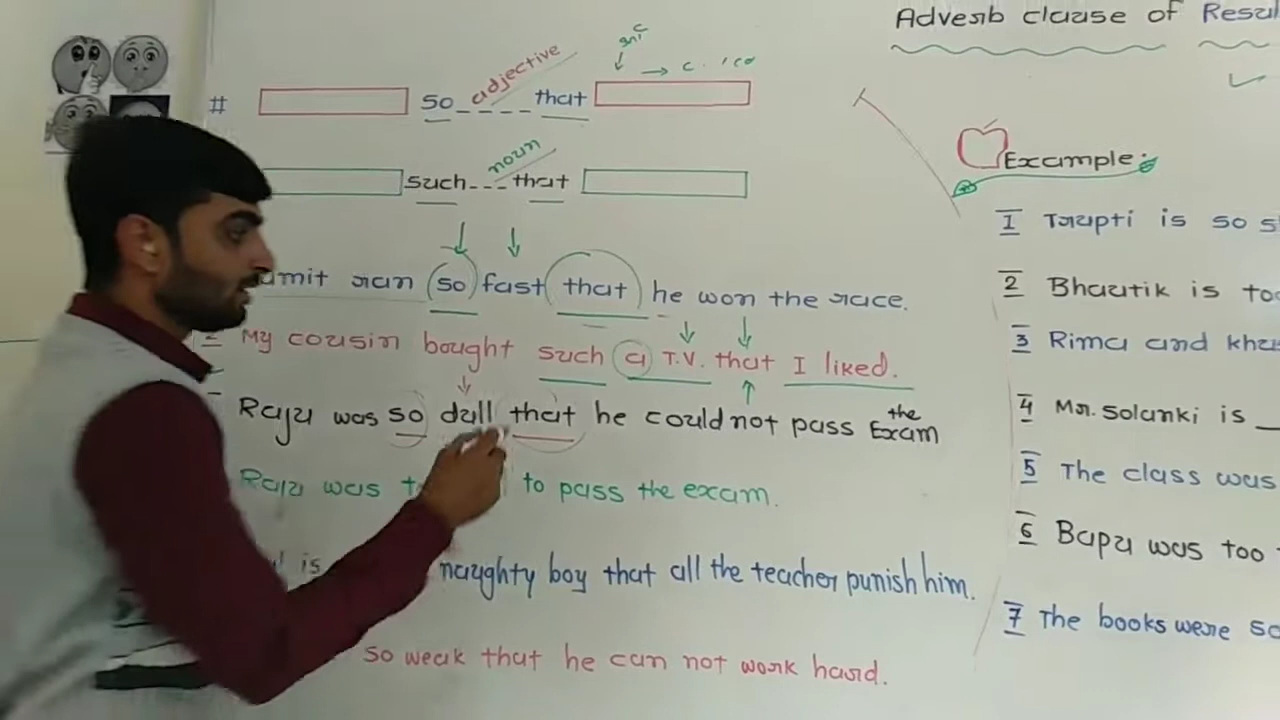 Adverb clause of Resul
# so _ _ _ _ that
adjective
such _ _ _ that
noun
Amit ran so fast that he won the race.
My cousin bought such a T.V. that I liked.
Raju was so dull that he could not pass the Exam
Raju was to pass the exam.
is naughty boy that all the teacher punish him.
so weak that he can not work hard.
Example:
1 Trupti is so s
2 Bhautik is too
3 Rima and khu
4 Mr. Solanki is _
5 The class was
6 Bapu was too
7 The books were so